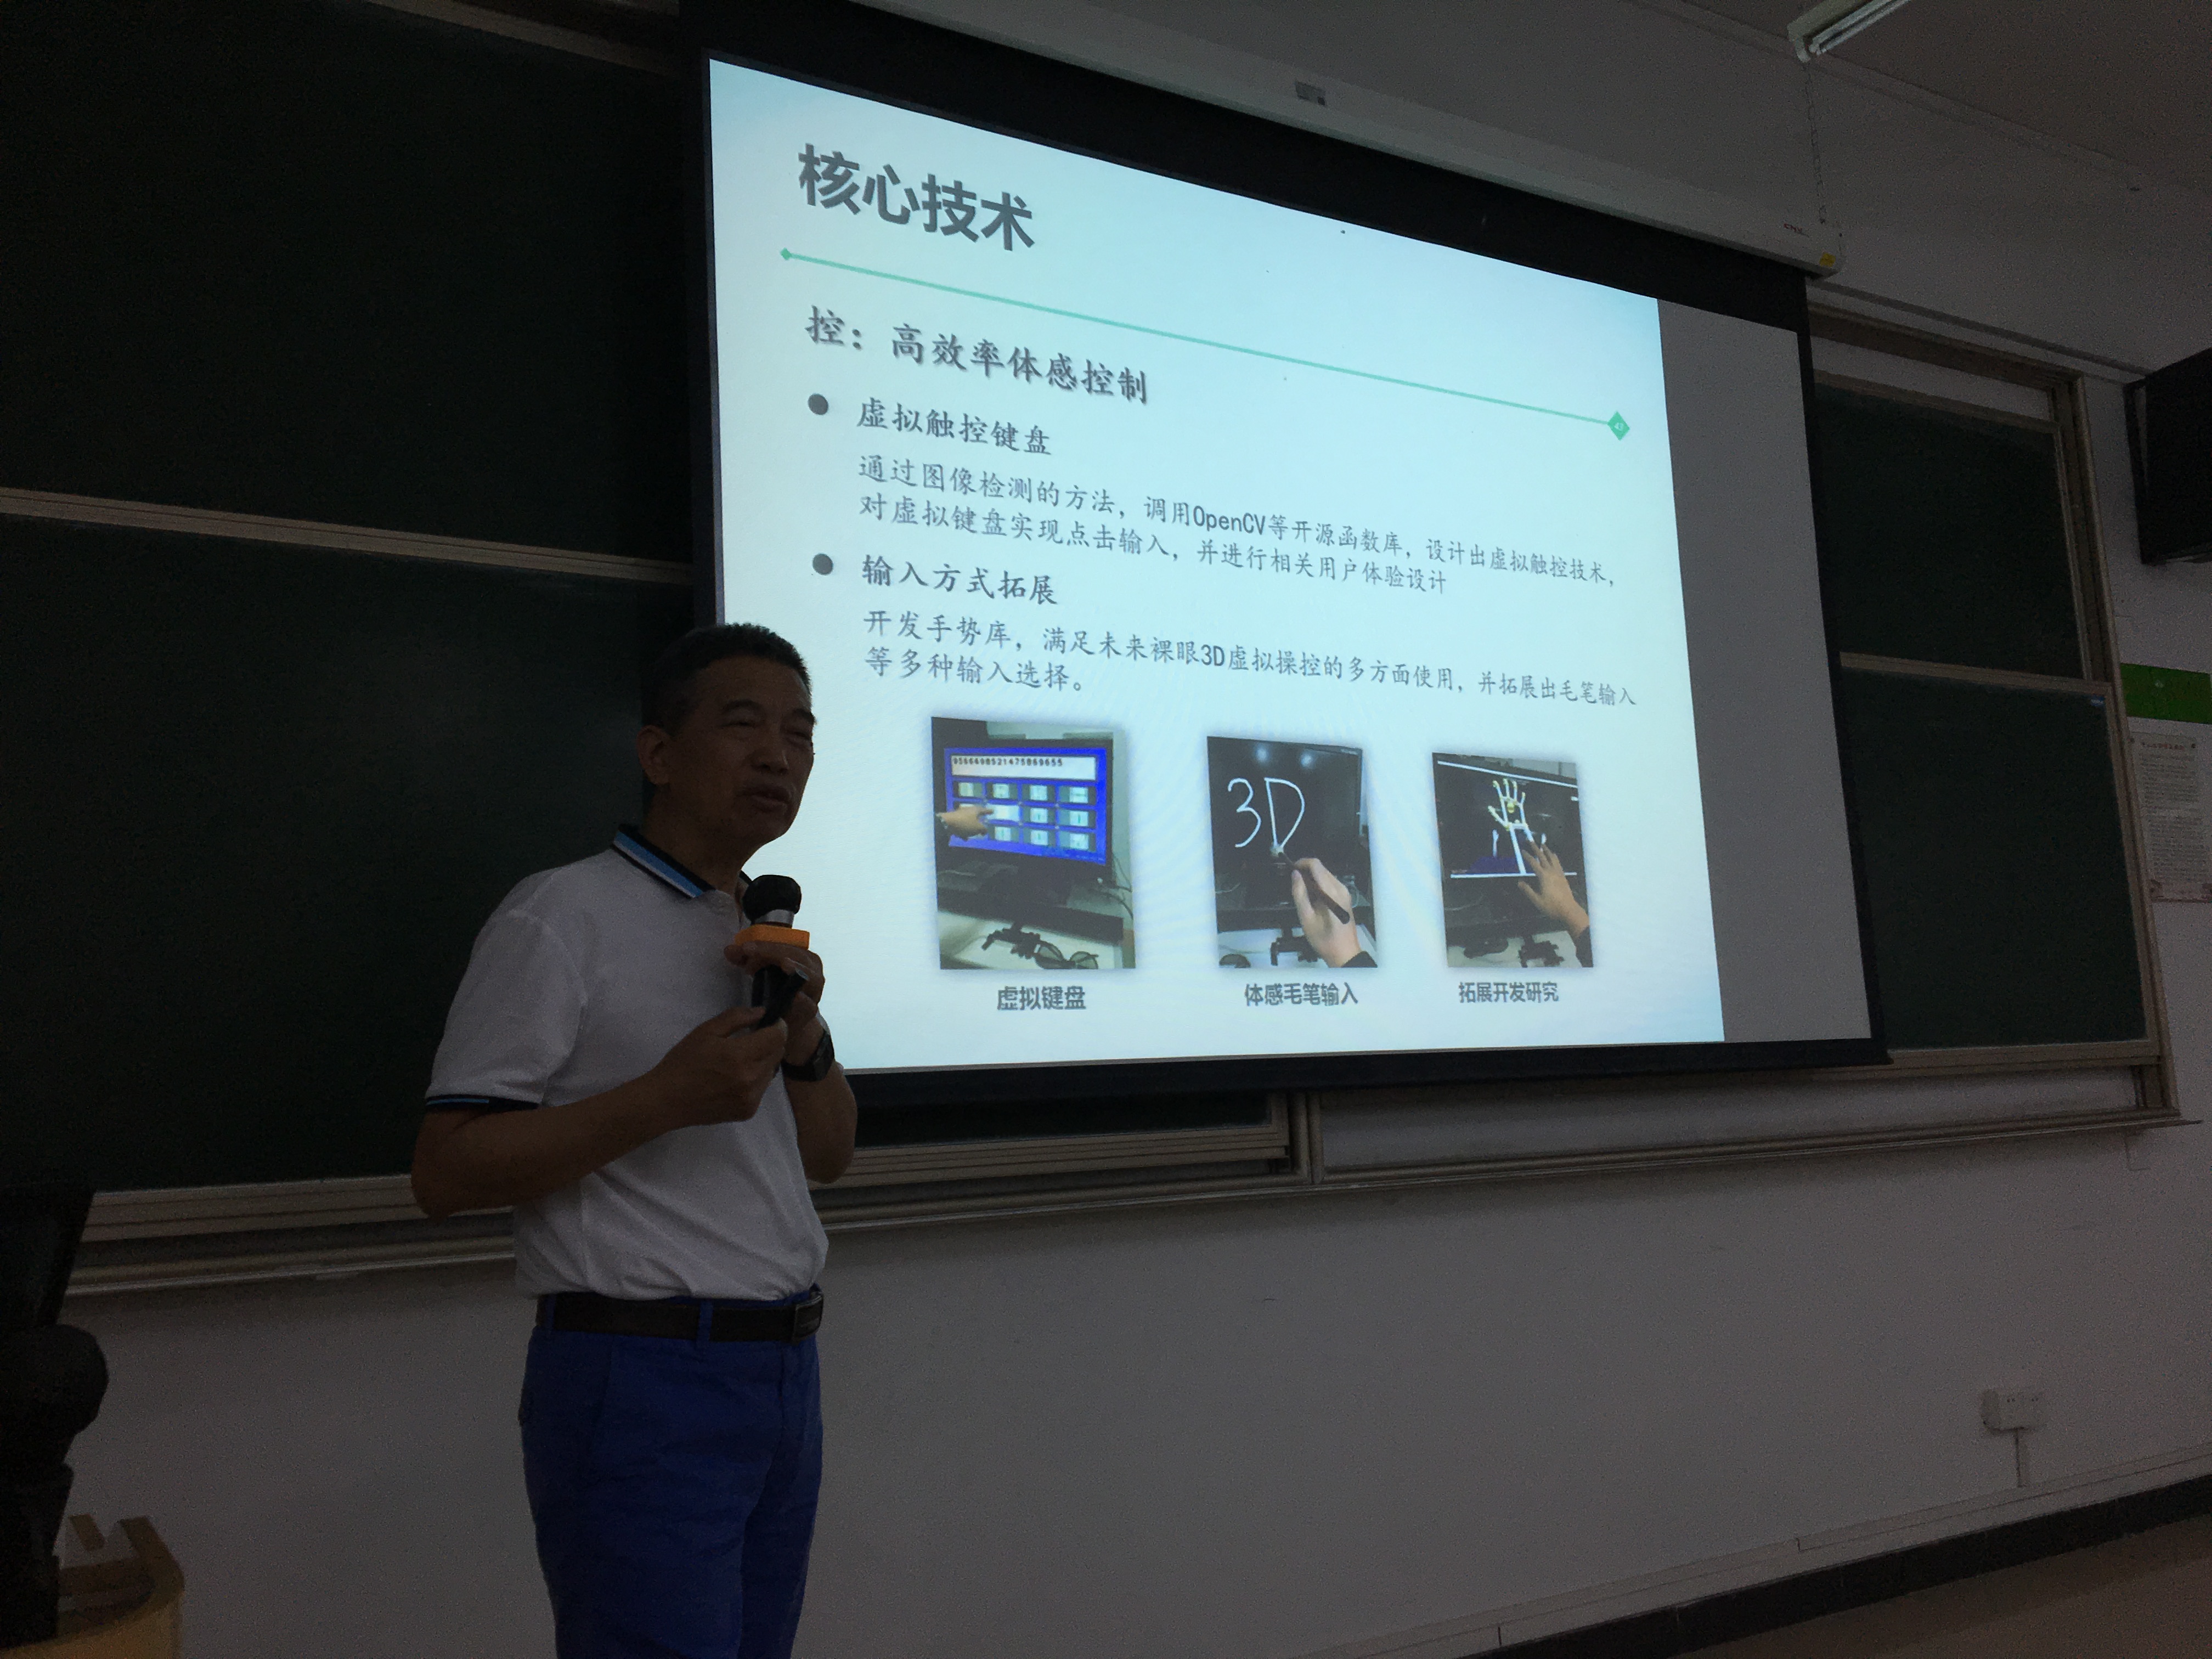 核心技术
控：高效率体感控制
● 虚拟触控键盘
通过图像检测的方法，调用OpenCV等开源函数库，设计出虚拟触控技术，
对虚拟键盘实现点击输入，并进行相关用户体验设计
● 输入方式拓展
开发手势库，满足未来裸眼3D虚拟操控的多方面使用，并拓展出毛笔输入
等多种输入选择。
3D
虚拟键盘
体感毛笔输入
拓展开发研究